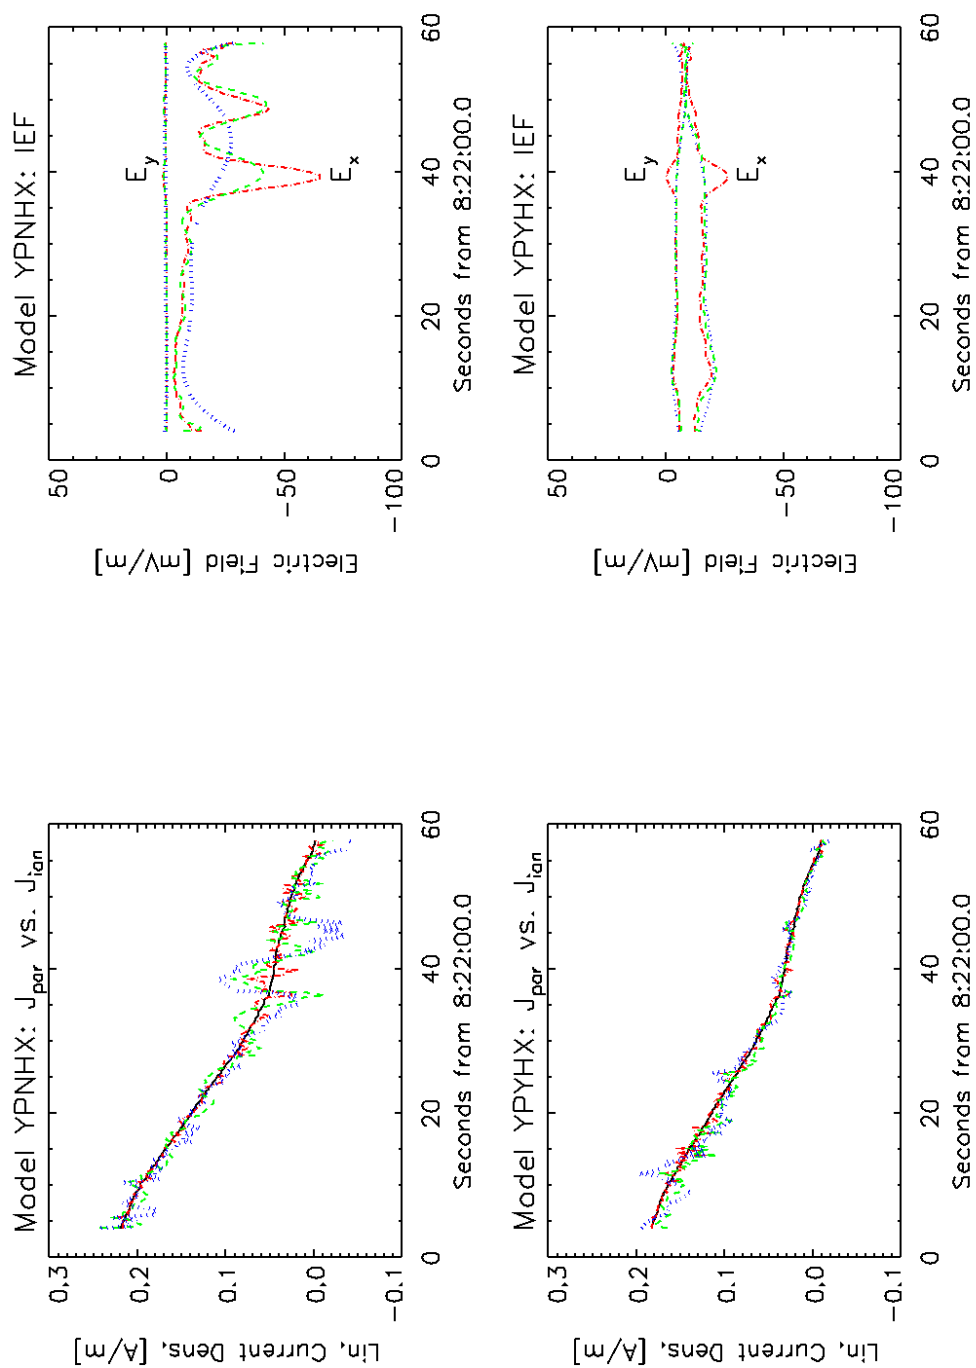 Model YPNHX: J_par vs. J_ion
Lin. Current Dens. [A/m]
0.3
0.2
0.1
0.0
-0.1
0 20 40 60
Seconds from 8:22:00.0
Model YPNHX: IEF
Electric Field [mV/m]
50
0
-50
-100
E_y
E_x
0 20 40 60
Seconds from 8:22:00.0
Model YPYHX: J_par vs. J_ion
Lin. Current Dens. [A/m]
0.3
0.2
0.1
0.0
-0.1
0 20 40 60
Seconds from 8:22:00.0
Model YPYHX: IEF
Electric Field [mV/m]
50
0
-50
-100
E_y
E_x
0 20 40 60
Seconds from 8:22:00.0